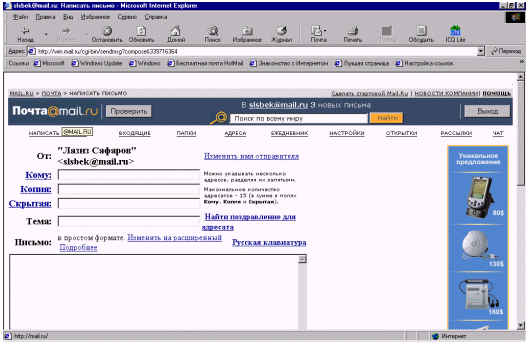 slsbek@mail.ru: Написать письмо - Microsoft Internet Explorer
Файл Правка Вид Избранное Сервис Справка
Назад Вперед Остановить Обновить Домой Поиск Избранное Журнал Почта Печать Правка Обсудить ICQ Lite
Адрес http://win.mail.ru/cgi-bin/sendmsg?compose&339716364 Переход
Ссылки Microsoft Windows Update Windows Бесплатная почта HotMail Знакомство с Интернетом Лучшая страница Настройка ссылок
MAIL.RU > ПОЧТА > НАПИСАТЬ ПИСЬМО
Сделать стартовой Mail.Ru | НОВОСТИ КОМПАНИИ | ПОМОЩЬ
Почта@mail.ru Проверить В slsbek@mail.ru 3 новых письма Выход
Поиск по всему Найти
НАПИСАТЬ @MAIL.RU ВХОДЯЩИЕ ПАПКИ АДРЕСА ЕЖЕДНЕВНИК НАСТРОЙКИ ОТКРЫТКИ РАССЫЛКИ ЧАТ
От: "Лазиз Сафаров" Изменить имя отправителя
<slsbek@mail.ru>
Кому: Можно указывать несколько
адресов, разделяя их запятыми.
Копия: Максимальное количество
адресатов - 15 (в сумме в полях
Скрытая: Кому, Копия и Скрытая).
Тема: Найти поздравление для
адресата
Письмо: в простом формате. Изменить на расширенный Русская клавиатура
Подробнее
Уникальное
предложение
80$
130$
160$
http://mail.ru/ Интернет